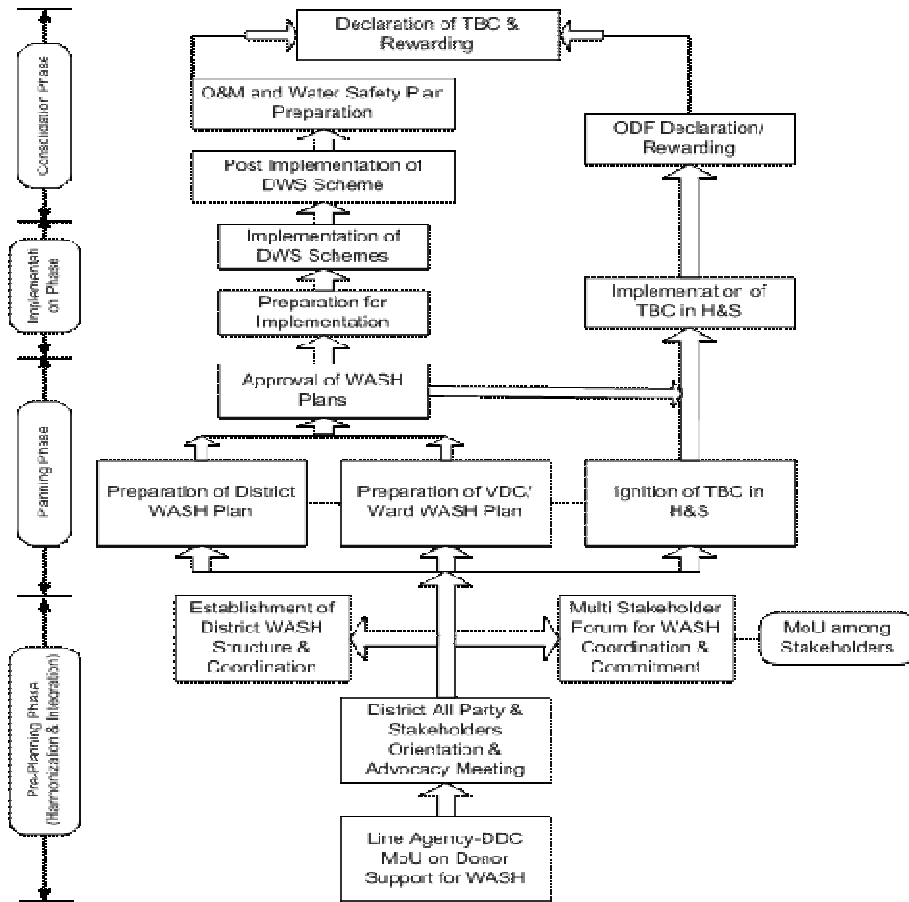 Declaration of TBC &
Rewarding
Consolidation Phase
O&M and Water Safety Plan
Preparation
ODF Declaration/
Rewarding
Post Implementation of
DWS Scheme
Implementation of
DWS Schemes
Implementati
on Phase
Preparation for
Implementation
Implementation of
TBC in H&S
Approval of WASH
Plans
Planning Phase
Preparation of District
WASH Plan
Preparation of VDC/
Ward WASH Plan
Ignition of TBC in
H&S
Establishment of
District WASH
Structure &
Coordination
Multi Stakeholder
Forum for WASH
Coordination &
Commitment
MoU among
Stakeholders
Pre-Planning Phase
(Harmonization & Integration)
District All Party &
Stakeholders
Orientation &
Advocacy Meeting
Line Agency-DDC
MoU on Donor
Support for WASH